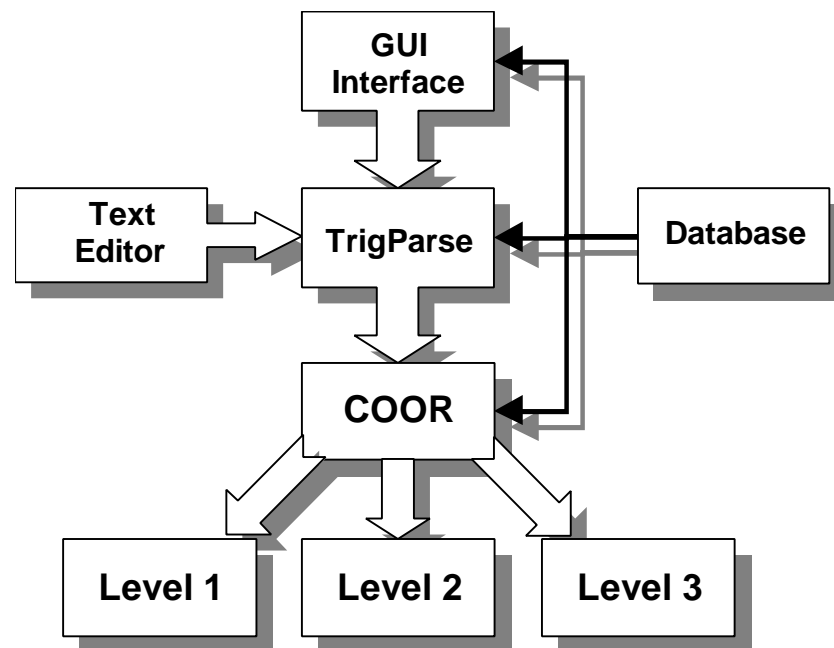 GUI
Interface
Text
Editor
TrigParse
Database
COOR
Level 1
Level 2
Level 3